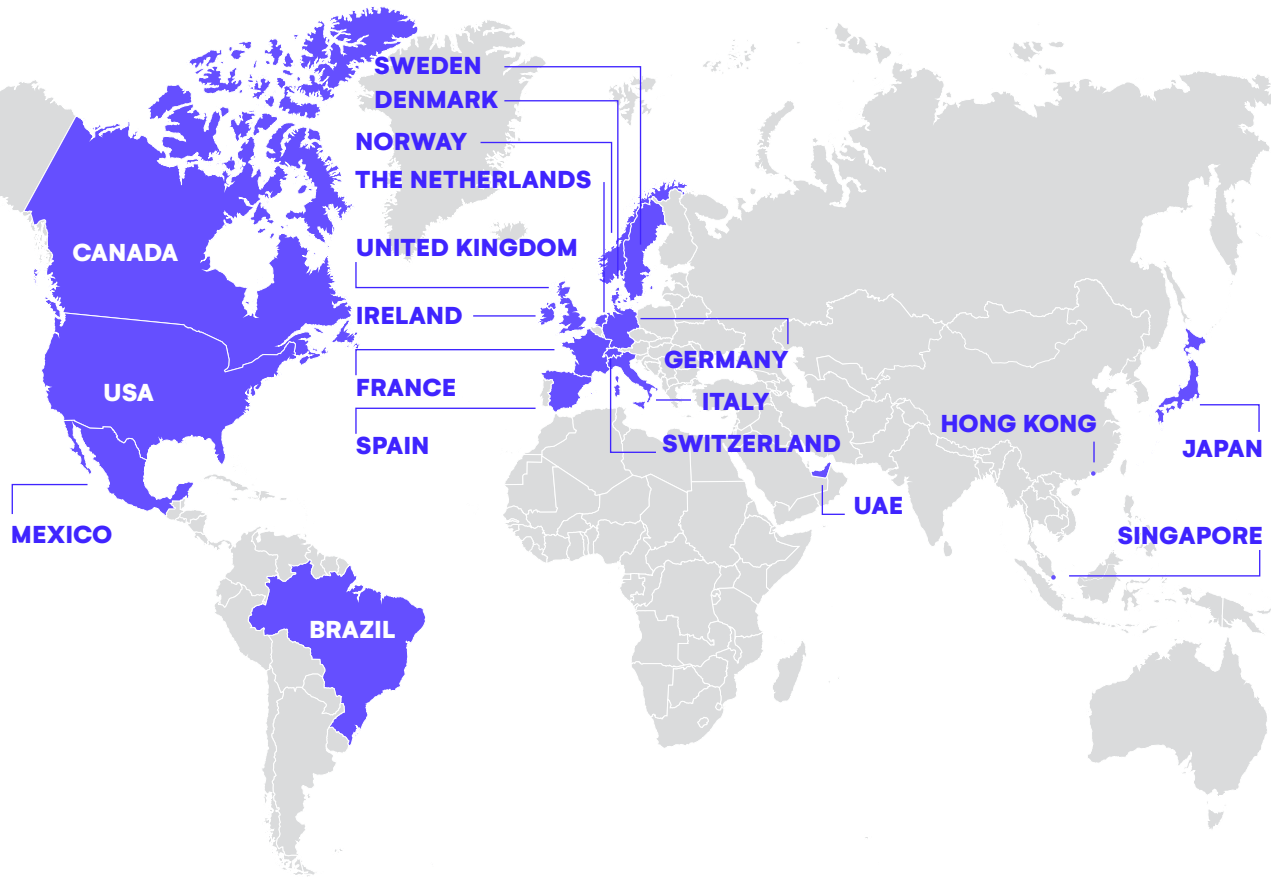 SWEDEN
DENMARK
NORWAY
THE NETHERLANDS
UNITED KINGDOM
CANADA
IRELAND
GERMANY
FRANCE
USA
ITALY
HONG KONG
SPAIN
SWITZERLAND
JAPAN
UAE
MEXICO
SINGAPORE
BRAZIL